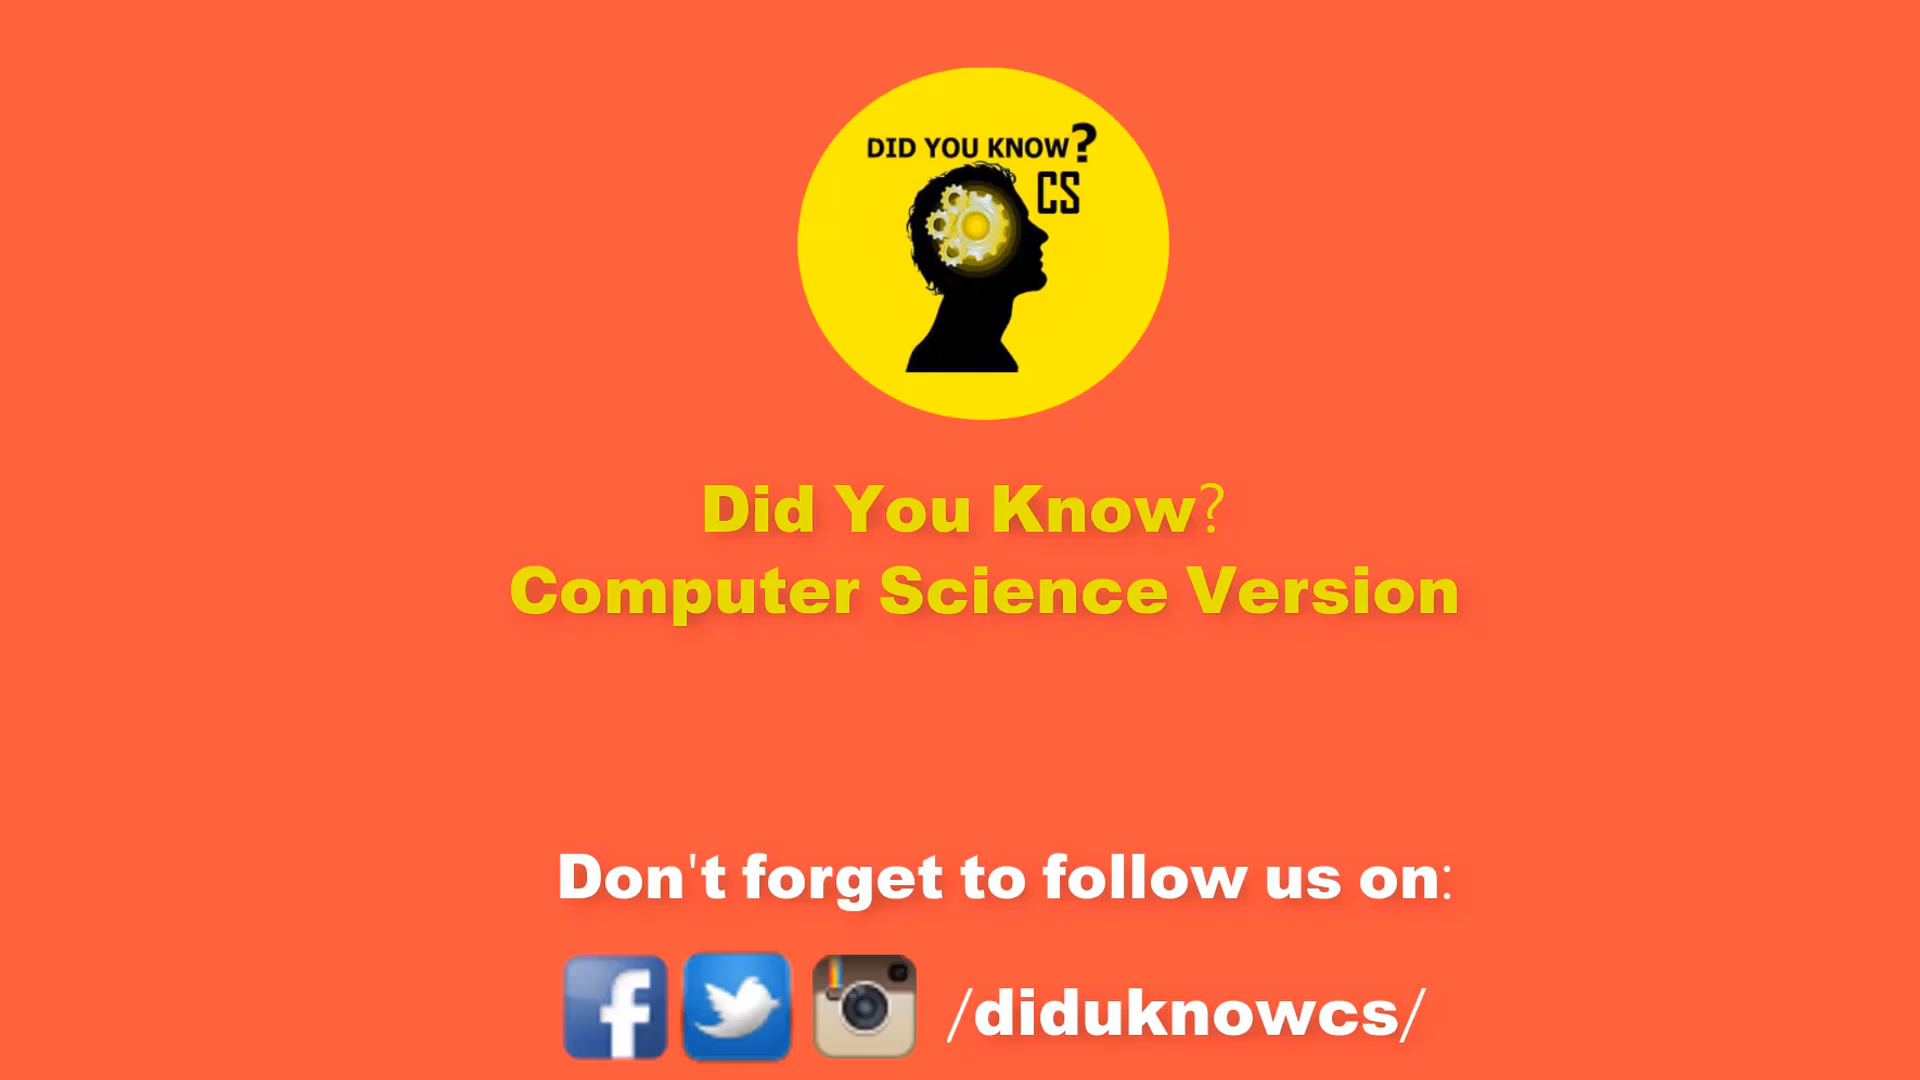 DID YOU KNOW?
CS
Did You Know?
Computer Science Version
Don't forget to follow us on:
/diduknowcs/